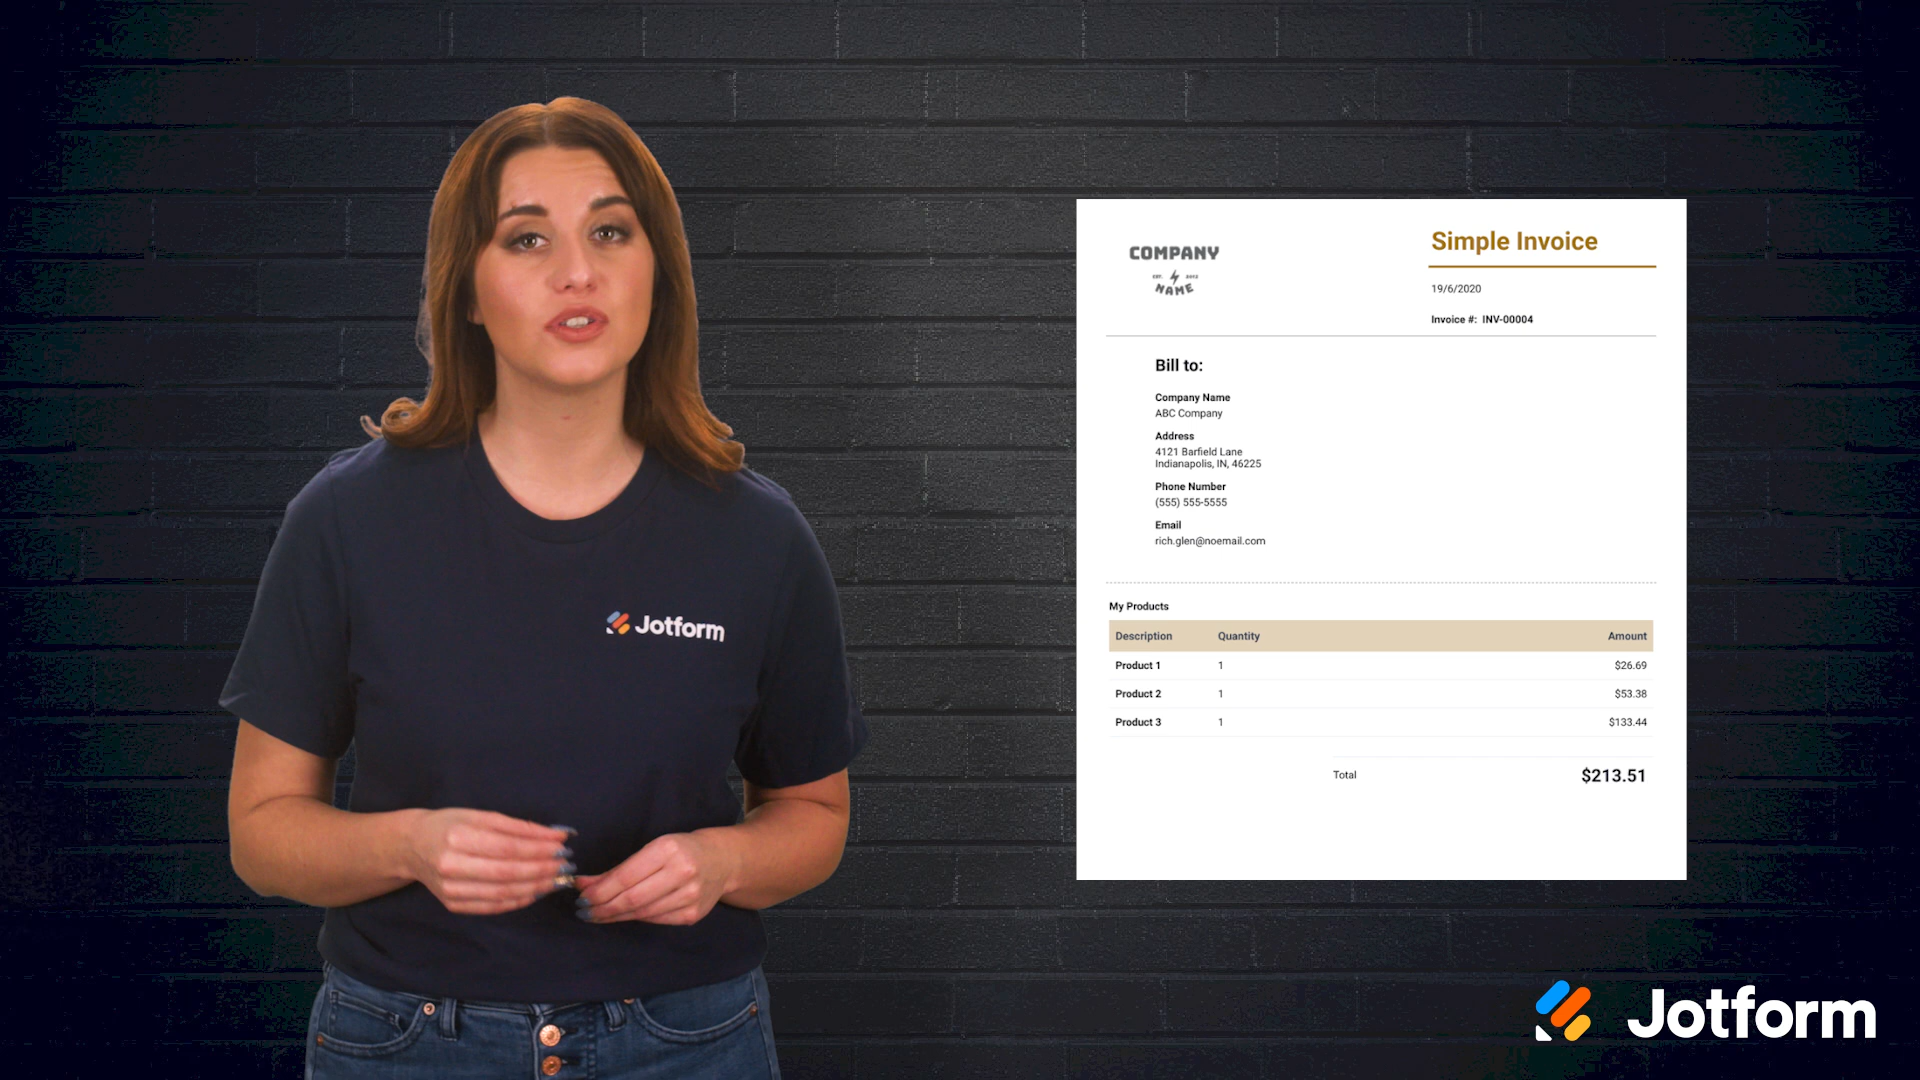 Jotform
COMPANY
EST. 2012
NAME
Simple Invoice
19/6/2020
Invoice #: INV-00004
Bill to:
Company Name
ABC Company
Address
4121 Barfield Lane
Indianapolis, IN, 46225
Phone Number
(555) 555-5555
Email
rich.glen@noemail.com
My Products
Description Quantity Amount
Product 1 1 $26.69
Product 2 1 $53.38
Product 3 1 $133.44
Total $213.51
Jotform